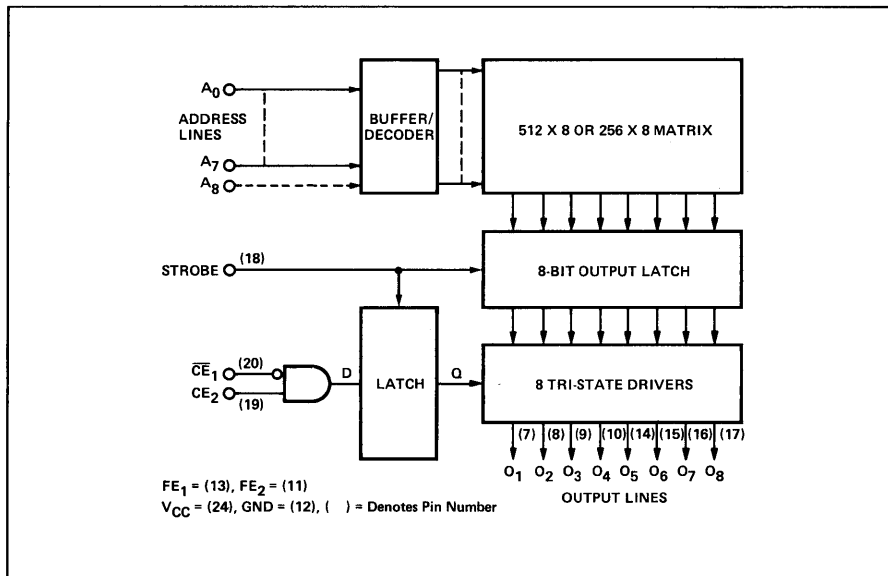 A0
ADDRESS
LINES
A7
A8
BUFFER/
DECODER
512 X 8 OR 256 X 8 MATRIX
STROBE (18)
8-BIT OUTPUT LATCH
C̅E̅1 (20)
CE2 (19)
D
LATCH
Q
8 TRI-STATE DRIVERS
(7) (8) (9) (10) (14) (15) (16) (17)
O1 O2 O3 O4 O5 O6 O7 O8
OUTPUT LINES
FE1 = (13), FE2 = (11)
VCC = (24), GND = (12), ( ) = Denotes Pin Number